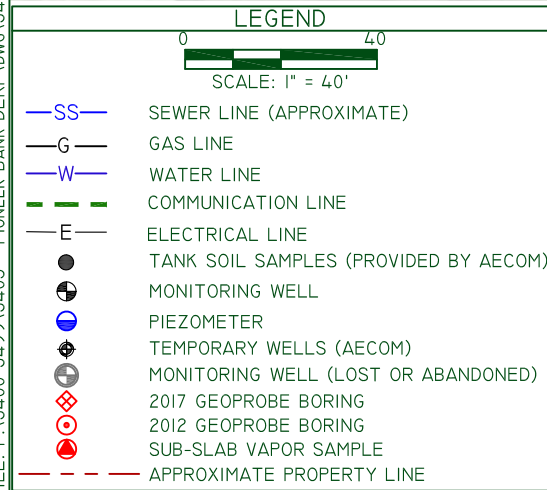 LEGEND
0 40
SCALE: 1" = 40'
SS SEWER LINE (APPROXIMATE)
G GAS LINE
W WATER LINE
COMMUNICATION LINE
E ELECTRICAL LINE
TANK SOIL SAMPLES (PROVIDED BY AECOM)
MONITORING WELL
PIEZOMETER
TEMPORARY WELLS (AECOM)
MONITORING WELL (LOST OR ABANDONED)
2017 GEOPROBE BORING
2012 GEOPROBE BORING
SUB-SLAB VAPOR SAMPLE
APPROXIMATE PROPERTY LINE